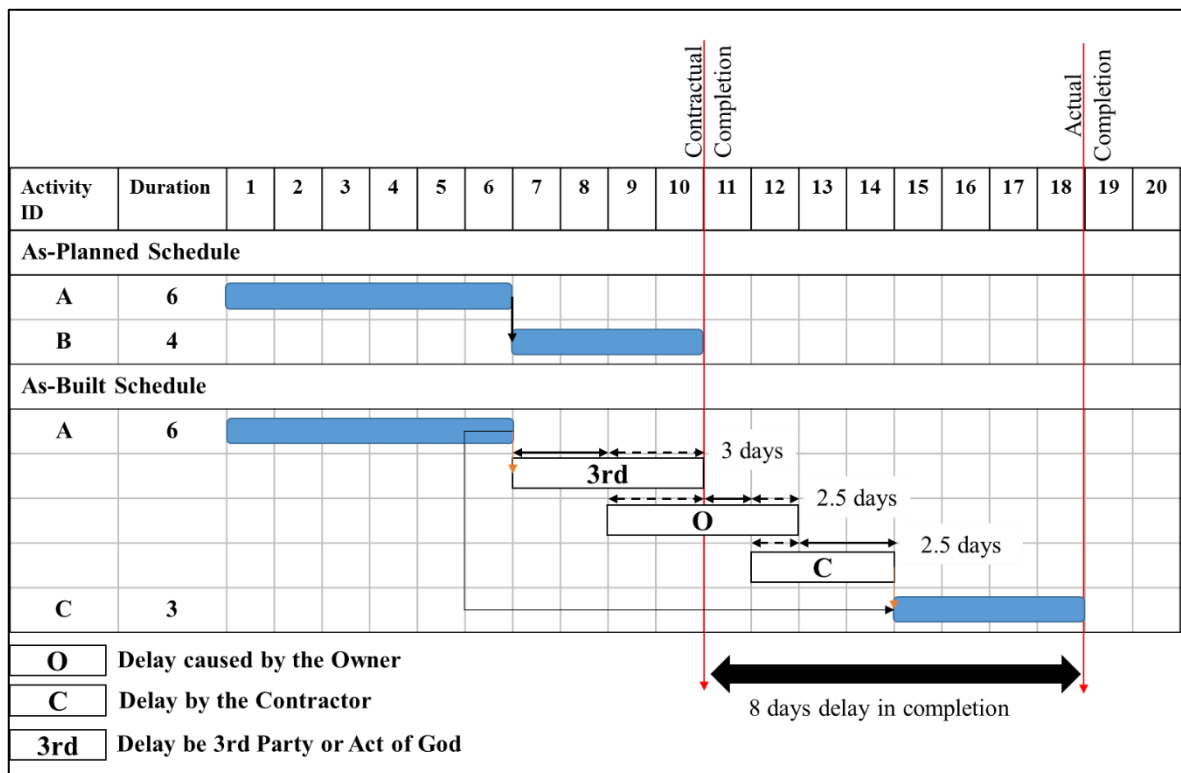 Contractual
Completion
Actual
Completion
Activity ID Duration 1 2 3 4 5 6 7 8 9 10 11 12 13 14 15 16 17 18 19 20
As-Planned Schedule
A 6
B 4
As-Built Schedule
A 6
3 days
3rd
2.5 days
O
2.5 days
C
C 3
O Delay caused by the Owner
C Delay by the Contractor
8 days delay in completion
3rd Delay be 3rd Party or Act of God